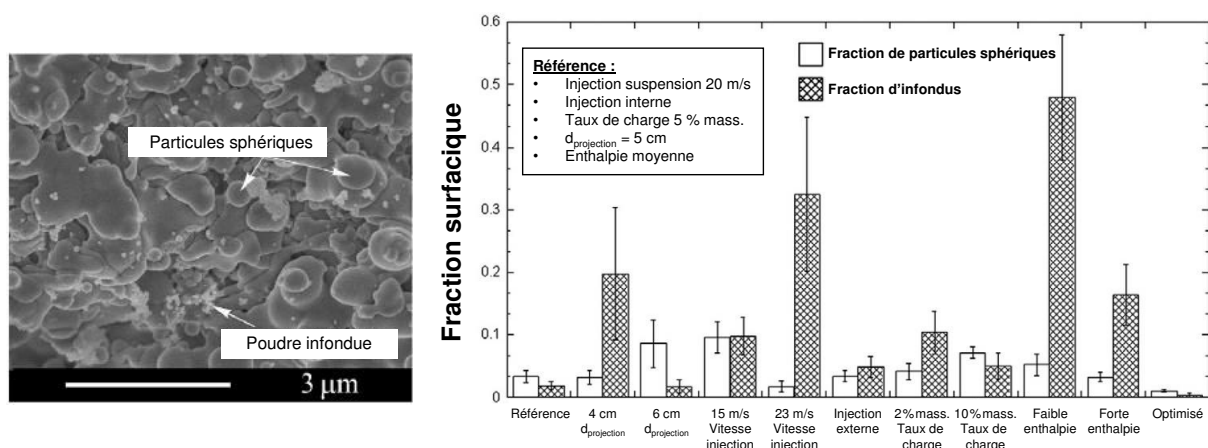 Particules sphériques
Poudre infondue
3 µm
Fraction surfacique
0.6
0.5
0.4
0.3
0.2
0.1
0
Référence :
• Injection suspension 20 m/s
• Injection interne
• Taux de charge 5 % mass.
• d projection = 5 cm
• Enthalpie moyenne
Fraction de particules sphériques
Fraction d'infondus
Référence
4 cm
d projection
6 cm
d projection
15 m/s
Vitesse
injection
23 m/s
Vitesse
injection
Injection
externe
2% mass.
Taux de
charge
10% mass.
Taux de
charge
Faible
enthalpie
Forte
enthalpie
Optimisé